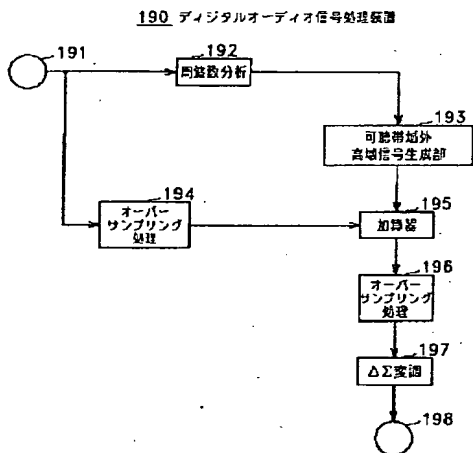 190 ディジタルオーディオ信号処理装置
191
192
周波数分析
193
可聴帯域外
高域信号生成部
194
オーバー
サンプリング
処理
195
加算器
196
オーバー
サンプリング
処理
197
ΔΣ変調
198